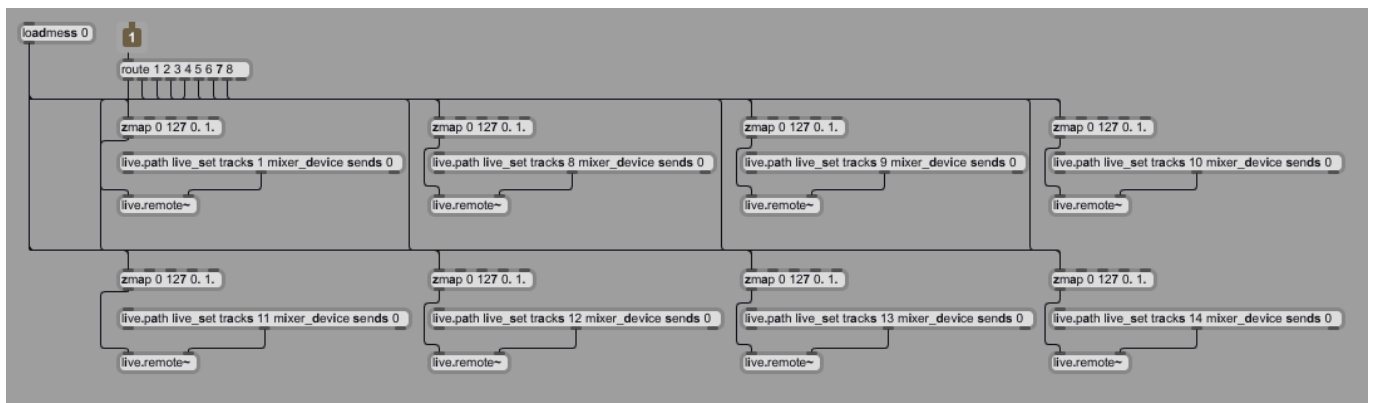 loadmess 0
1
route 1 2 3 4 5 6 7 8
zmap 0 127 0. 1.
zmap 0 127 0. 1.
zmap 0 127 0. 1.
zmap 0 127 0. 1.
live.path live_set tracks 1 mixer_device sends 0
live.path live_set tracks 8 mixer_device sends 0
live.path live_set tracks 9 mixer_device sends 0
live.path live_set tracks 10 mixer_device sends 0
live.remote~
live.remote~
live.remote~
live.remote~
zmap 0 127 0. 1.
zmap 0 127 0. 1.
zmap 0 127 0. 1.
zmap 0 127 0. 1.
live.path live_set tracks 11 mixer_device sends 0
live.path live_set tracks 12 mixer_device sends 0
live.path live_set tracks 13 mixer_device sends 0
live.path live_set tracks 14 mixer_device sends 0
live.remote~
live.remote~
live.remote~
live.remote~